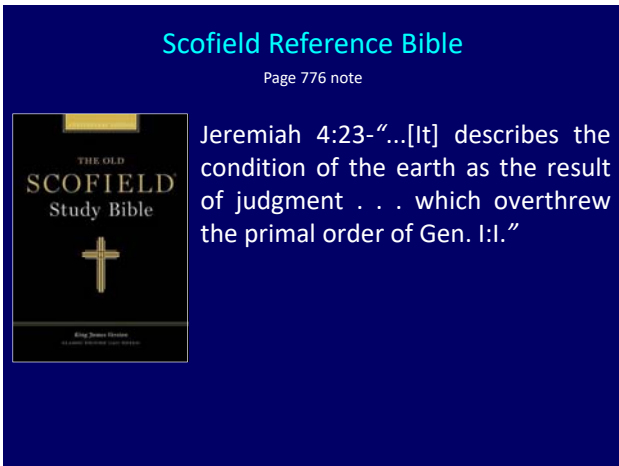 Scofield Reference Bible
Page 776 note
THE OLD
SCOFIELD®
Study Bible
King James Version
Jeremiah 4:23-“...[It] describes the
condition of the earth as the result
of judgment . . . which overthrew
the primal order of Gen. I:I.”